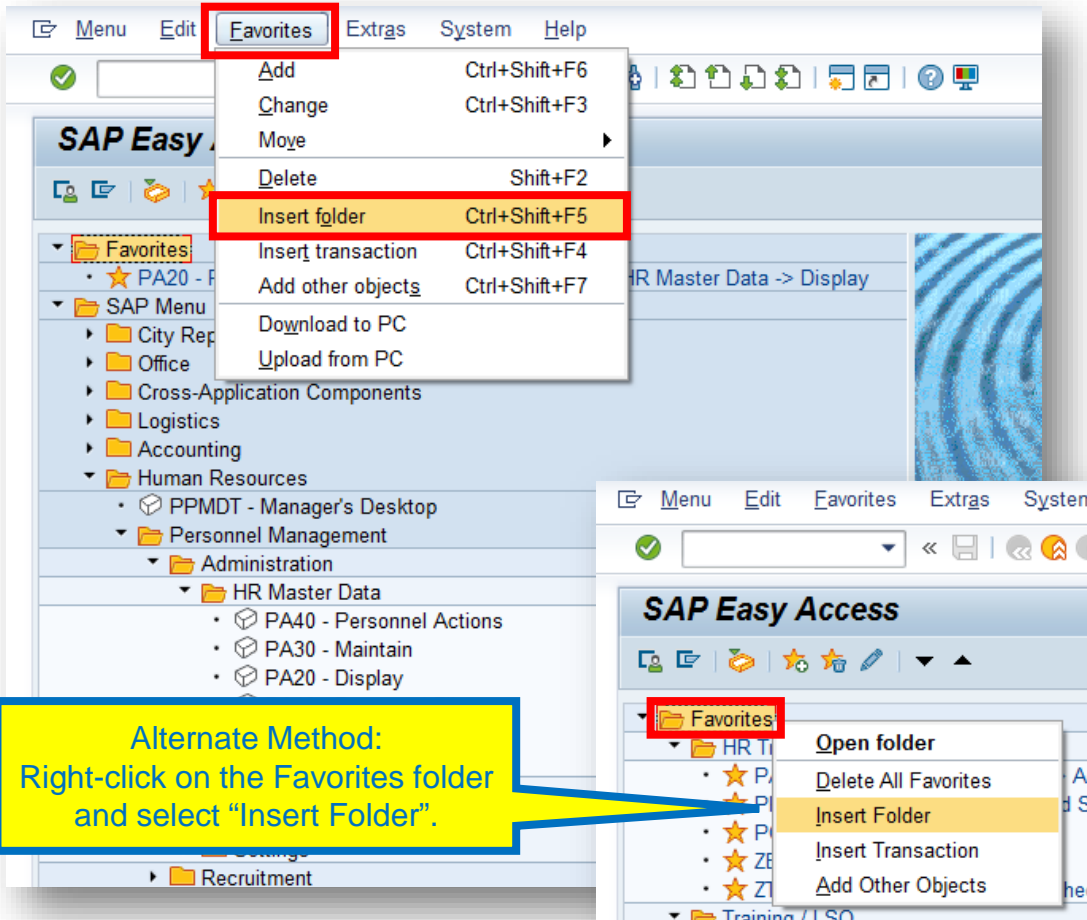 Menu Edit Favorites Extras System Help
Add Ctrl+Shift+F6
Change Ctrl+Shift+F3
Move
Delete Shift+F2
Insert folder Ctrl+Shift+F5
Insert transaction Ctrl+Shift+F4
Add other objects Ctrl+Shift+F7
Download to PC
Upload from PC
SAP Easy
Favorites
PA20 - HR Master Data -> Display
SAP Menu
City Rep
Office
Cross-Application Components
Logistics
Accounting
Human Resources
PPMDT - Manager's Desktop
Personnel Management
Administration
HR Master Data
PA40 - Personnel Actions
PA30 - Maintain
PA20 - Display
Alternate Method:
Right-click on the Favorites folder
and select “Insert Folder”.
Settings
Recruitment
Menu Edit Favorites Extras System
SAP Easy Access
Favorites
HR
Open folder
Delete All Favorites
Insert Folder
Insert Transaction
Add Other Objects
Training / LSO